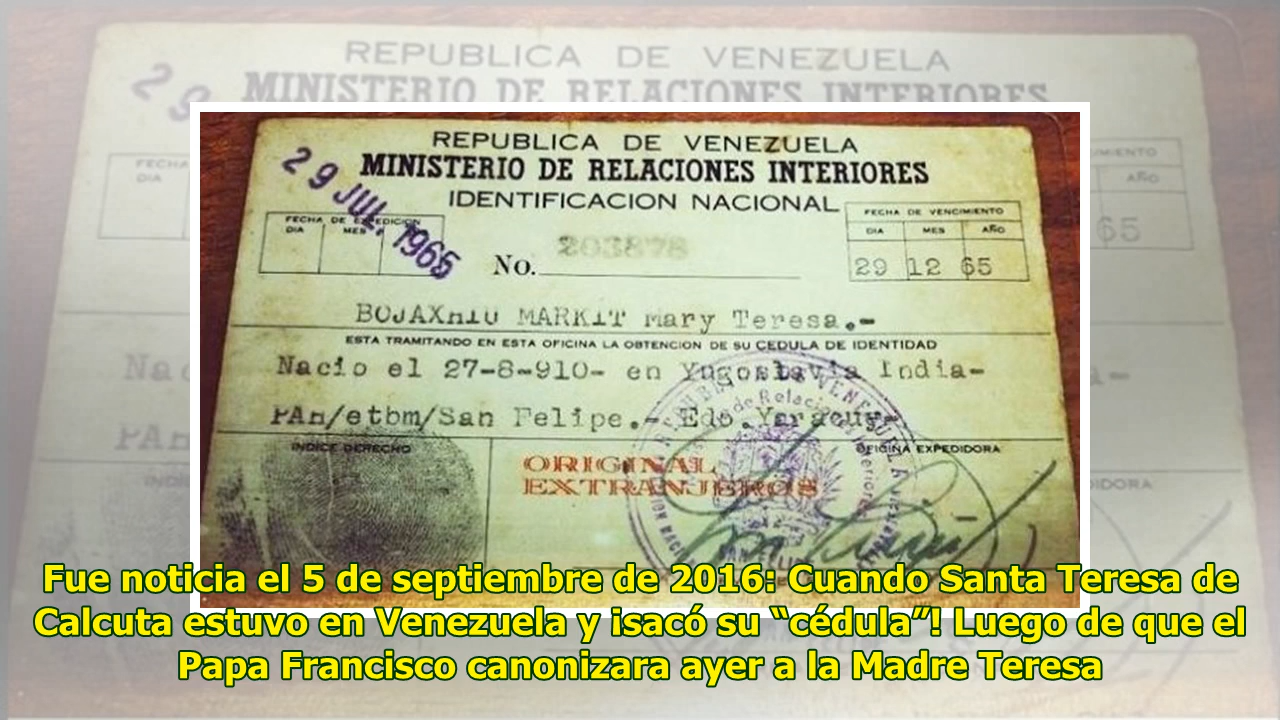 REPUBLICA DE VENEZUELA
MINISTERIO DE RELACIONES INTERIORES
29 JUL. 1965
IDENTIFICACION NACIONAL
FECHA DE EXPEDICION
DIA MES
FECHA DE VENCIMIENTO
DIA MES AÑO
29 12 65
No. 203878
BOJAXHIU MARKIT Mary Teresa.-
ESTA TRAMITANDO EN ESTA OFICINA LA OBTENCION DE SU CEDULA DE IDENTIDAD
Nacio el 27-8-910- en Yugoslavia India-
PAH/etbm/San Felipe.- Edo. Yaracuy-
INDICE DERECHO
OFICINA EXPEDIDORA
ORIGINAL
EXTRANJEROS
Fue noticia el 5 de septiembre de 2016: Cuando Santa Teresa de
Calcuta estuvo en Venezuela y isacó su “cédula”! Luego de que el
Papa Francisco canonizara ayer a la Madre Teresa